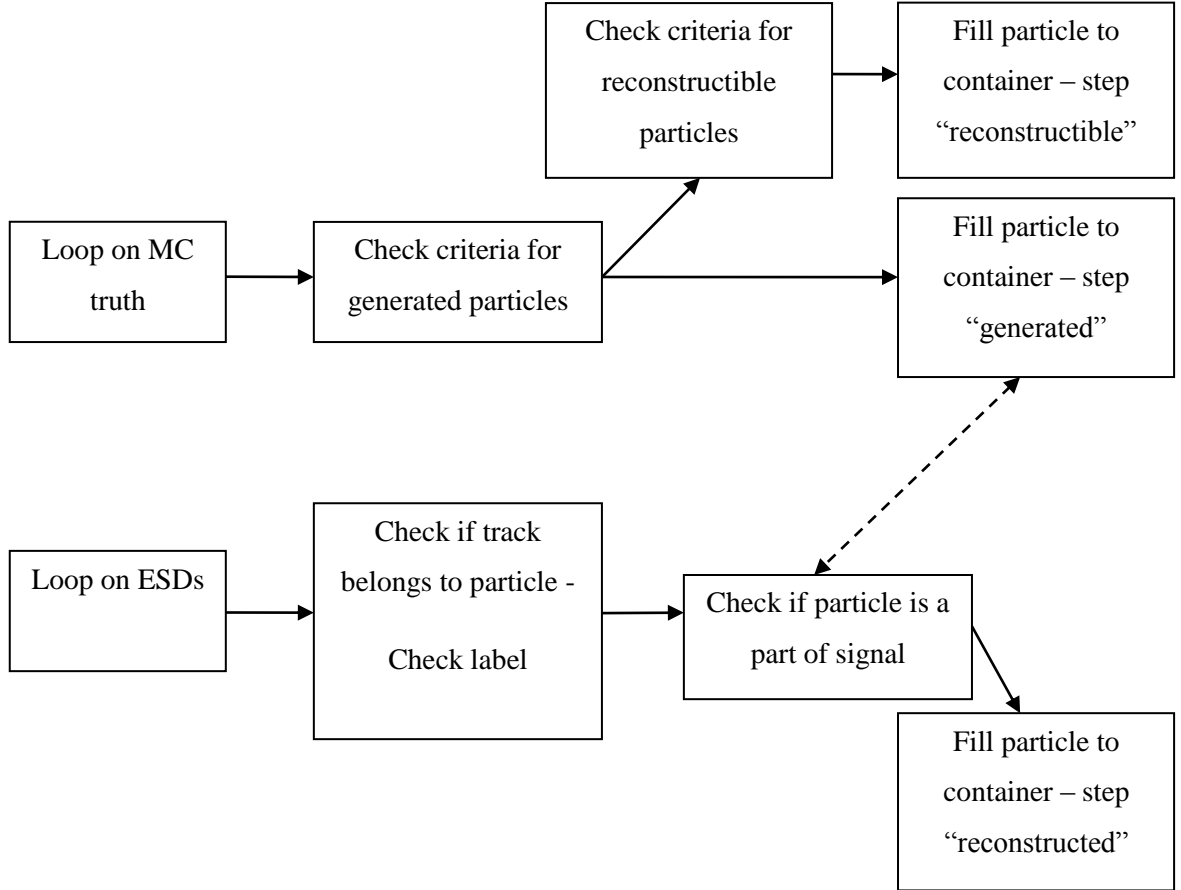 Check criteria for
reconstructible
particles
Fill particle to
container – step
“reconstructible”
Loop on MC
truth
Check criteria for
generated particles
Fill particle to
container – step
“generated”
Loop on ESDs
Check if track
belongs to particle -
Check label
Check if particle is a
part of signal
Fill particle to
container – step
“reconstructed”